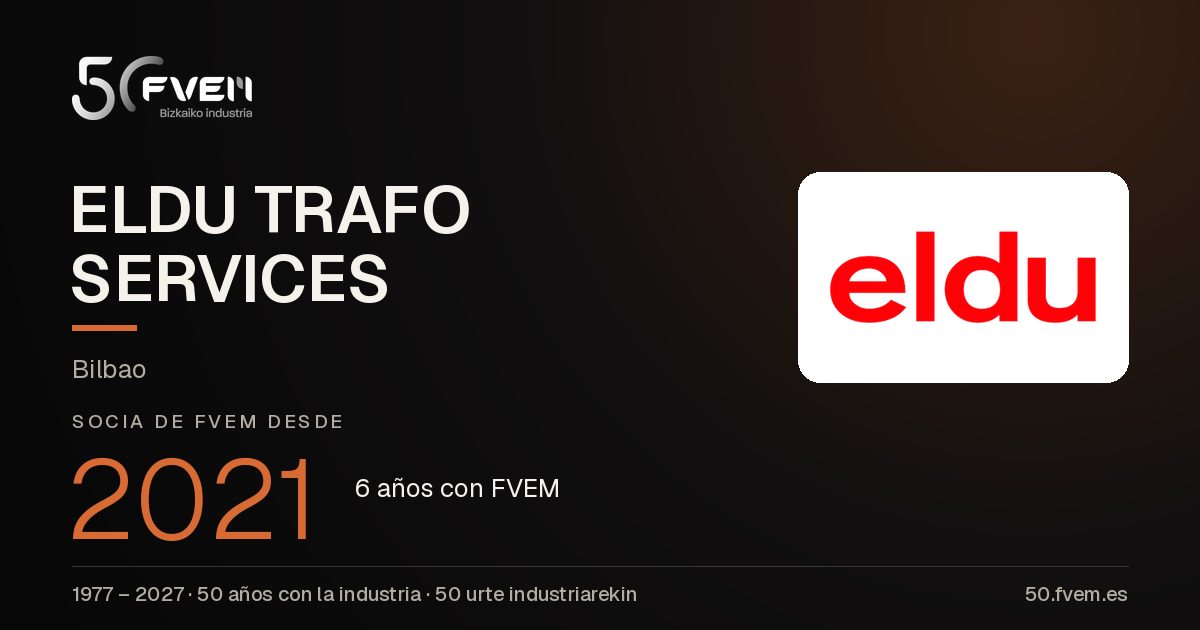 50 FVEM
Bizkaiko industria
ELDU TRAFO
SERVICES
eldu
Bilbao
SOCIA DE FVEM DESDE
2021
6 años con FVEM
1977 – 2027 · 50 años con la industria · 50 urte industriarekin
50.fvem.es